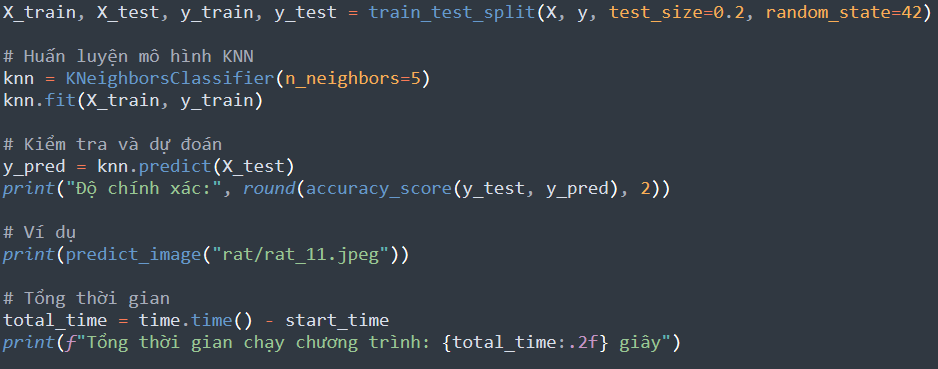 X_train, X_test, y_train, y_test = train_test_split(X, y, test_size=0.2, random_state=42)
# Huấn luyện mô hình KNN
knn = KNeighborsClassifier(n_neighbors=5)
knn.fit(X_train, y_train)
# Kiểm tra và dự đoán
y_pred = knn.predict(X_test)
print("Độ chính xác:", round(accuracy_score(y_test, y_pred), 2))
# Ví dụ
print(predict_image("rat/rat_11.jpeg"))
# Tổng thời gian
total_time = time.time() - start_time
print(f"Tổng thời gian chạy chương trình: {total_time:.2f} giây")